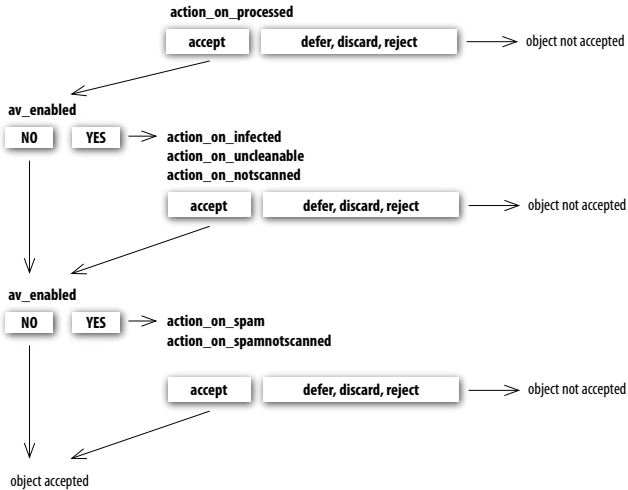 action_on_processed
accept
defer, discard, reject
object not accepted
av_enabled
NO
YES
action_on_infected
action_on_uncleanable
action_on_notscanned
accept
defer, discard, reject
object not accepted
av_enabled
NO
YES
action_on_spam
action_on_spamnotscanned
accept
defer, discard, reject
object not accepted
object accepted